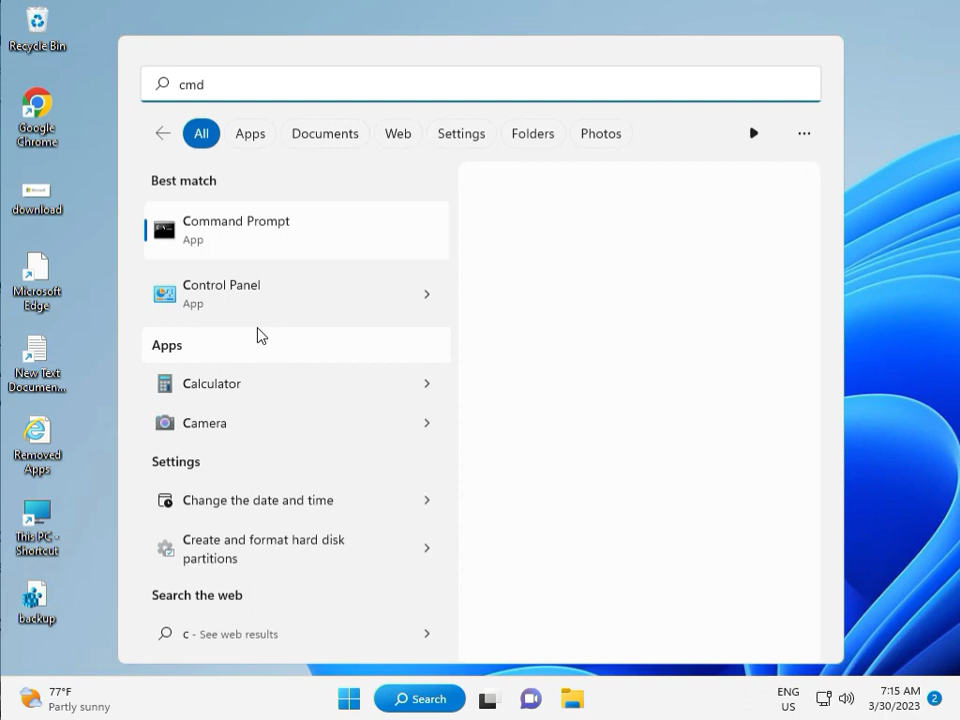 Recycle Bin
Google
Chrome
download
Microsoft
Edge
New Text
Documen...
Removed
Apps
This PC -
Shortcut
backup
cmd
All
Apps
Documents
Web
Settings
Folders
Photos
Best match
Command Prompt
App
Control Panel
App
Apps
Calculator
Camera
Settings
Change the date and time
Create and format hard disk
partitions
Search the web
c - See web results
77°F
Partly sunny
Search
ENG
US
7:15 AM
3/30/2023
2